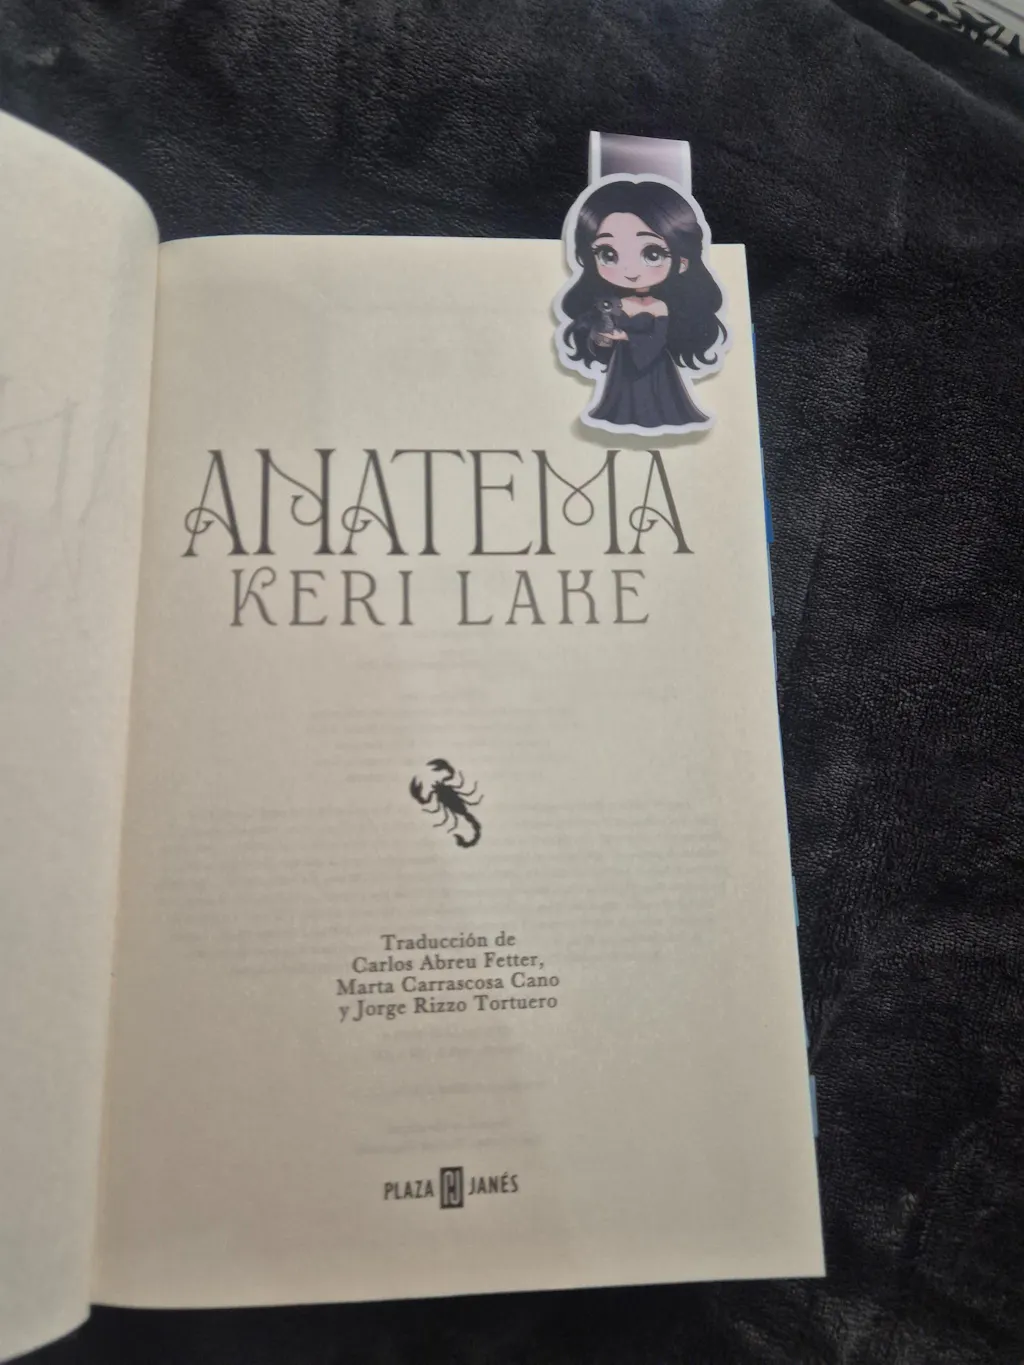 ANATEMA
KERI LAKE
Traducción de
Carlos Abreu Fetter,
Marta Carrascosa Cano
y Jorge Rizzo Tortuero
PLAZA JANÉS